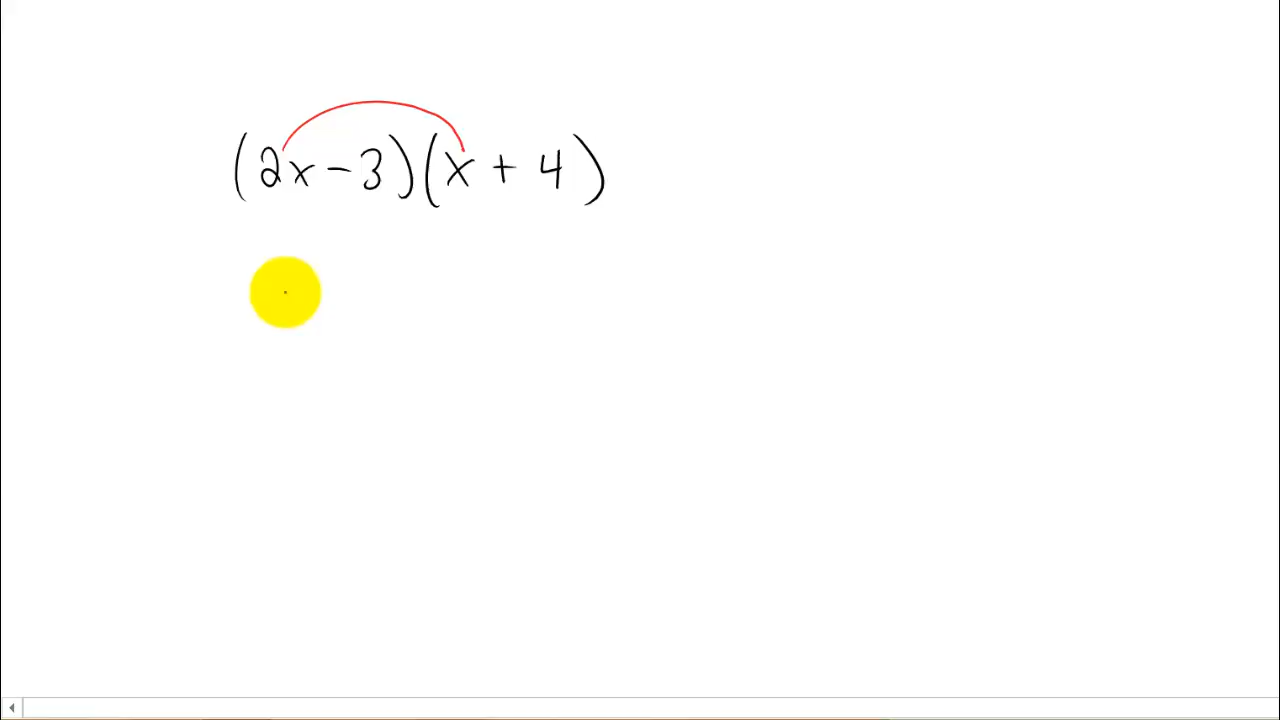 (2x - 3)(x + 4)